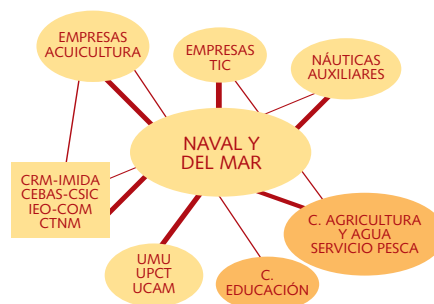 EMPRESAS
ACUICULTURA
EMPRESAS
TIC
NÁUTICAS
AUXILIARES
NAVAL Y
DEL MAR
CRM-IMIDA
CEBAS-CSIC
IEO-COM
CTNM
C. AGRICULTURA
Y AGUA
SERVICIO PESCA
UMU
UPCT
UCAM
C.
EDUCACIÓN